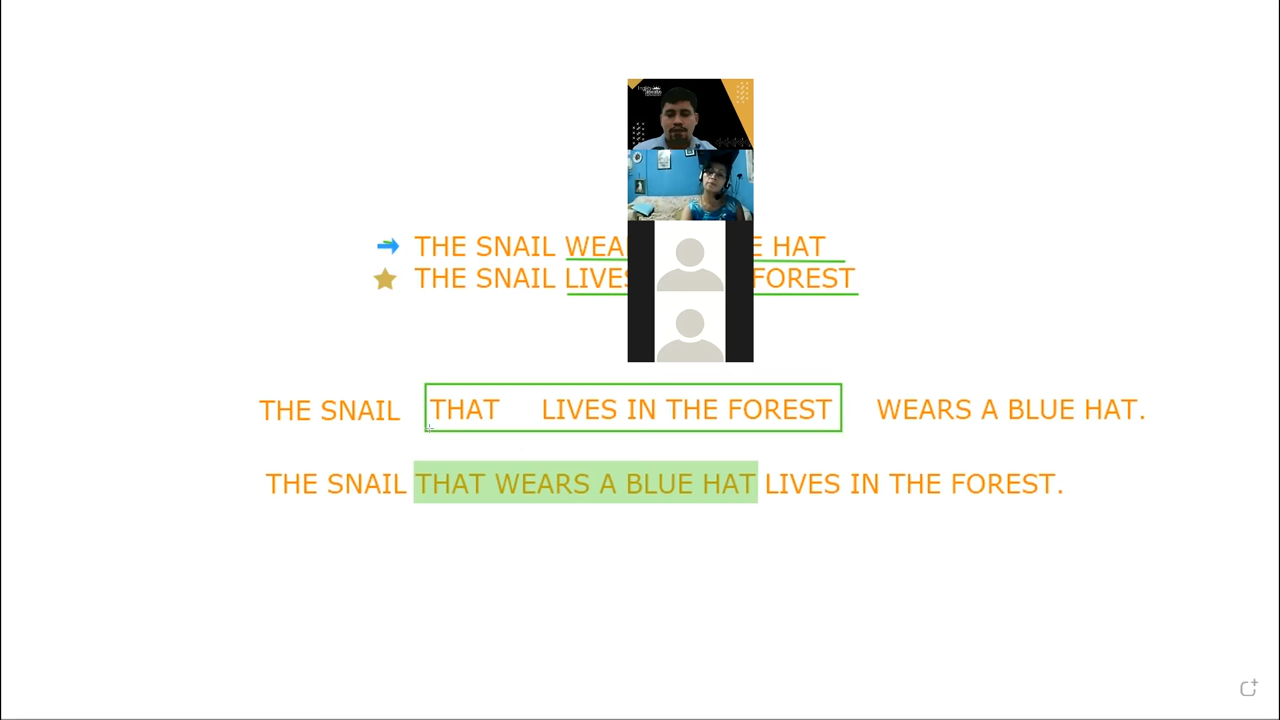 THE SNAIL WEA E HAT
THE SNAIL LIVES FOREST
THE SNAIL THAT LIVES IN THE FOREST WEARS A BLUE HAT.
THE SNAIL THAT WEARS A BLUE HAT LIVES IN THE FOREST.